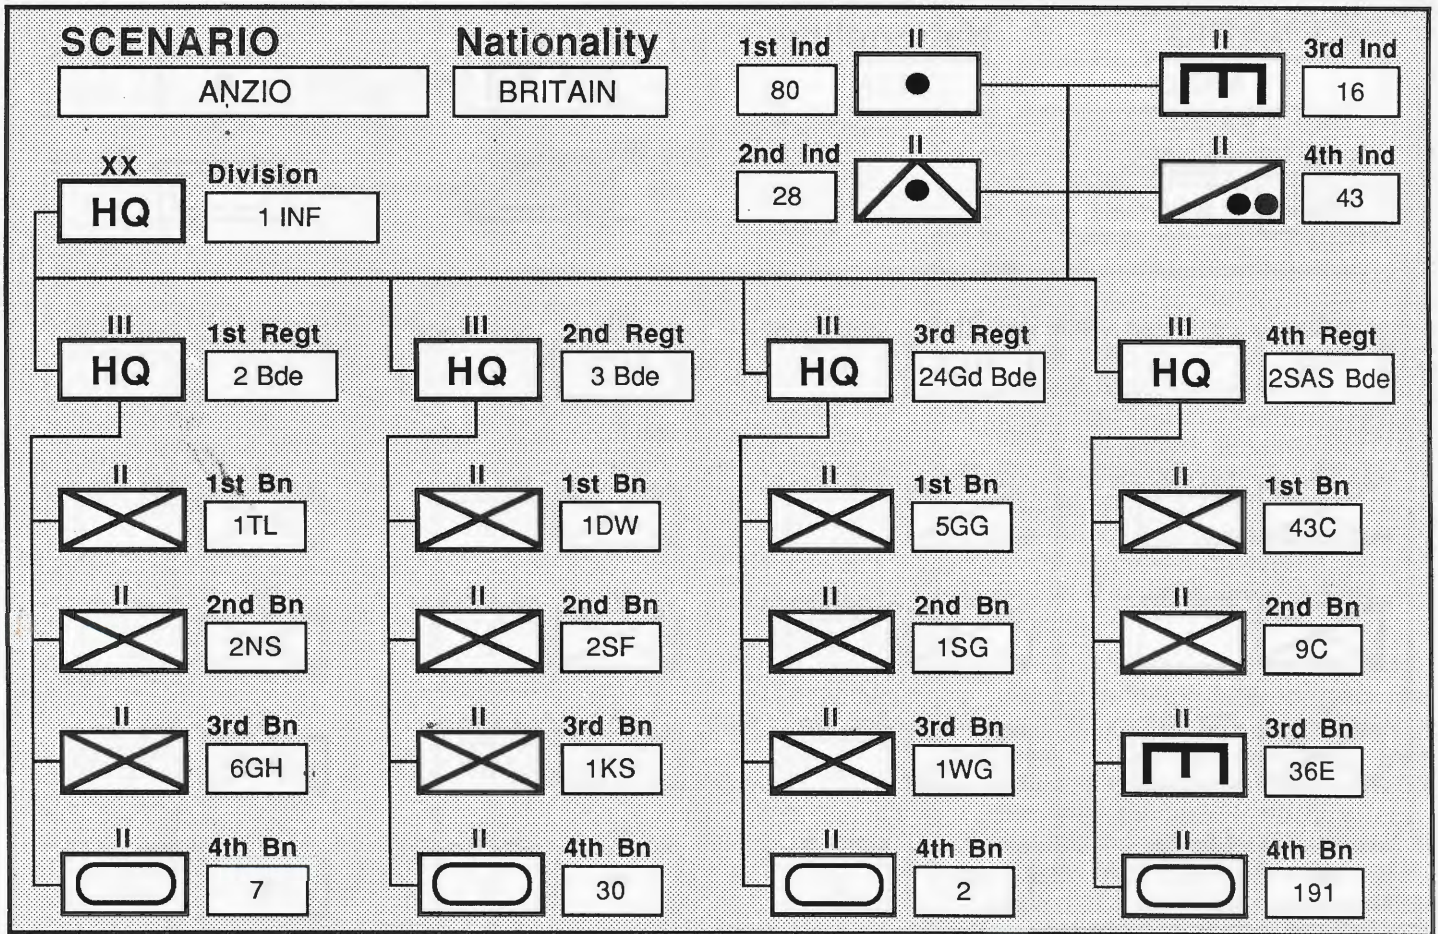 SCENARIO Nationality
ANZIO BRITAIN
1st Ind II II 3rd Ind
80 16
2nd Ind II II 4th Ind
28 43
XX Division
HQ 1 INF
III 1st Regt III 2nd Regt III 3rd Regt III 4th Regt
HQ 2 Bde HQ 3 Bde HQ 24Gd Bde HQ 2SAS Bde
II 1st Bn II 1st Bn II 1st Bn II 1st Bn
1TL 1DW 5GG 43C
II 2nd Bn II 2nd Bn II 2nd Bn II 2nd Bn
2NS 2SF 1SG 9C
II 3rd Bn II 3rd Bn II 3rd Bn II 3rd Bn
6GH 1KS 1WG 36E
II 4th Bn II 4th Bn II 4th Bn II 4th Bn
7 30 2 191